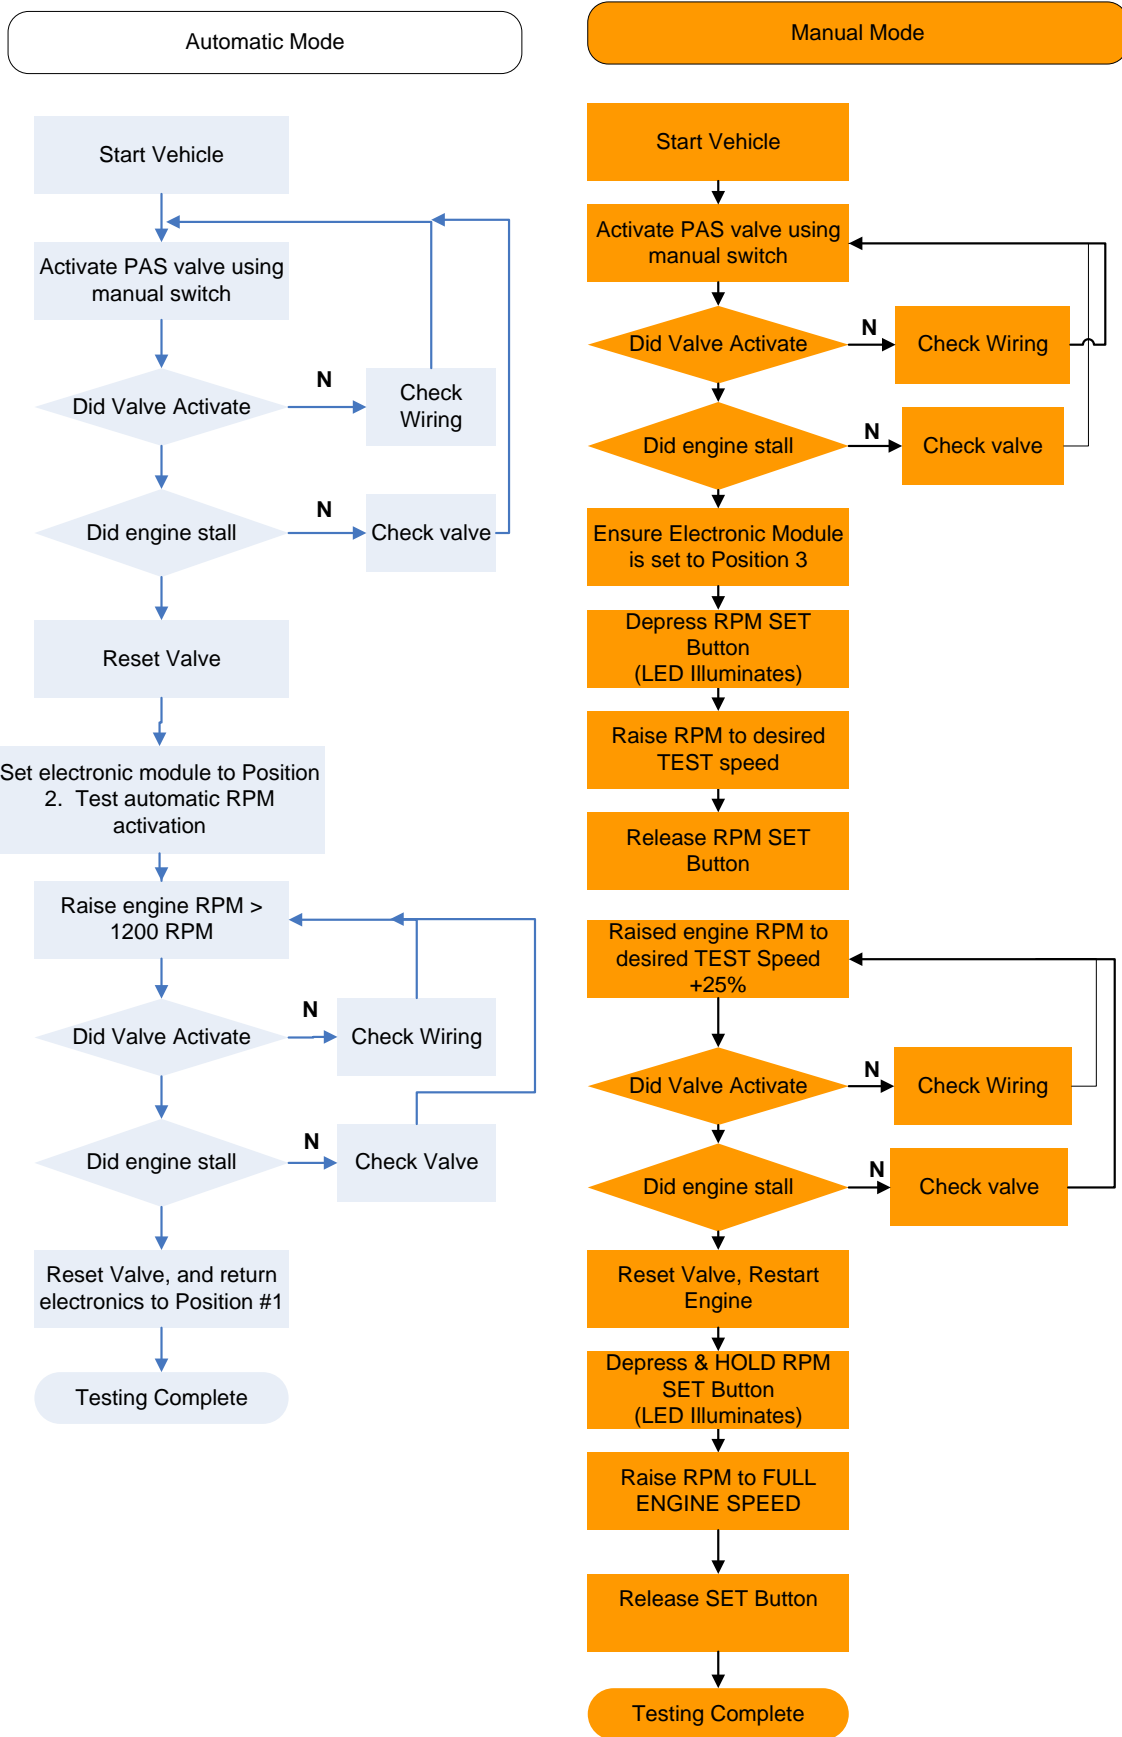 Automatic Mode
Start Vehicle
Activate PAS valve using
manual switch
Did Valve Activate
N
Check
Wiring
Did engine stall
N
Check valve
Reset Valve
Set electronic module to Position
2.  Test automatic RPM
activation
Raise engine RPM >
1200 RPM
Did Valve Activate
N
Check Wiring
Did engine stall
N
Check Valve
Reset Valve, and return
electronics to Position #1
Testing Complete
Manual Mode
Start Vehicle
Activate PAS valve using
manual switch
Did Valve Activate
N
Check Wiring
Did engine stall
N
Check valve
Ensure Electronic Module
is set to Position 3
Depress RPM SET
Button
(LED Illuminates)
Raise RPM to desired
TEST speed
Release RPM SET
Button
Raised engine RPM to
desired TEST Speed
+25%
Did Valve Activate
N
Check Wiring
Did engine stall
N
Check valve
Reset Valve, Restart
Engine
Depress & HOLD RPM
SET Button
(LED Illuminates)
Raise RPM to FULL
ENGINE SPEED
Release SET Button
Testing Complete